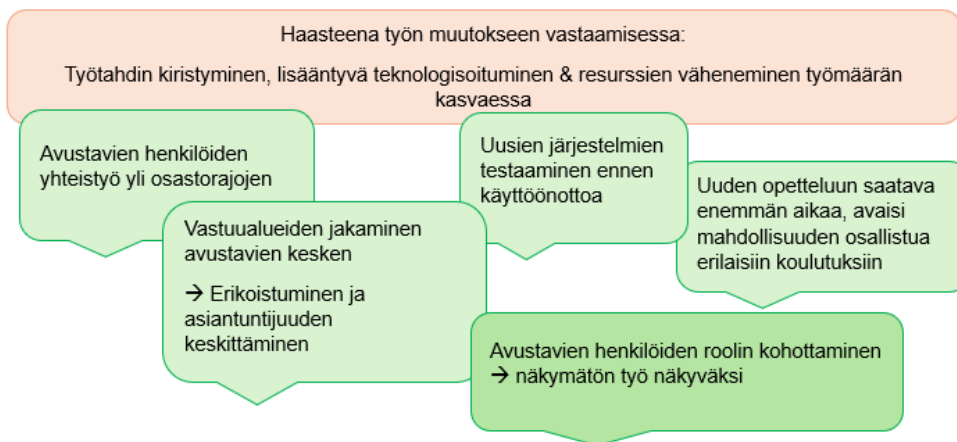 Haasteena työn muutokseen vastaamisessa:
Työtahdin kiristyminen, lisääntyvä teknologisoituminen & resurssien väheneminen työmäärän
kasvaessa
Avustavien henkilöiden
yhteistyö yli osastorajojen
Vastuualueiden jakaminen
avustavien kesken
→ Erikoistuminen ja
asiantuntijuuden
keskittäminen
Uusien järjestelmien
testaaminen ennen
käyttöönottoa
Uuden opetteluun saatava
enemmän aikaa, avaisi
mahdollisuuden osallistua
erilaisiin koulutuksiin
Avustavien henkilöiden roolin kohottaminen
→ näkymätön työ näkyväksi